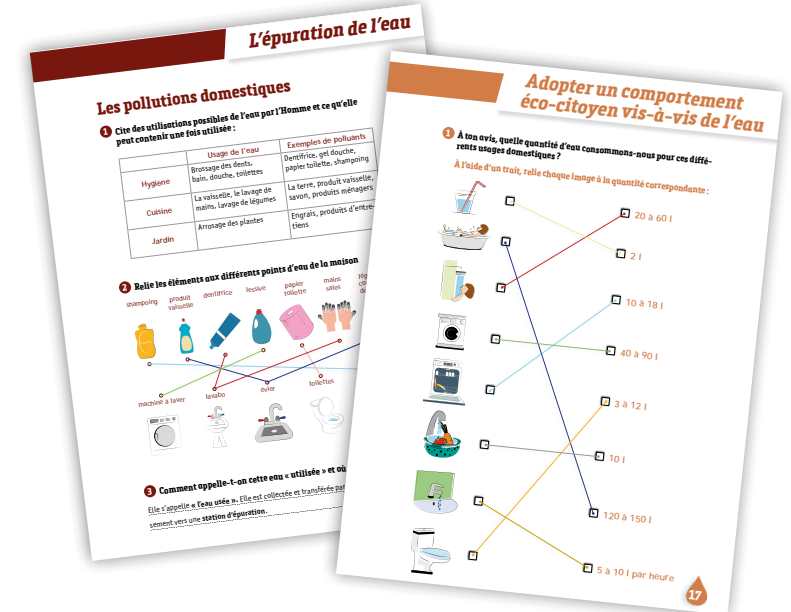 L'épuration de l'eau
Les pollutions domestiques
1 Cite des utilisations possibles de l'eau par l'Homme et ce qu'elle
peut contenir une fois utilisée :
Usage de l'eau
Exemples de polluants
Hygiène
Brossage des dents,
bain, douche, toilettes
Dentifrice, gel douche,
papier toilette, shampoing
Cuisine
La vaisselle, le lavage de
mains, lavage de légumes
La terre, produit vaisselle,
savon, produits ménagers
Jardin
Arrosage des plantes
Engrais, produits d'entre-
tiens
2 Relie les éléments aux différents points d'eau de la maison
shampoing
produit
vaisselle
dentifrice
lessive
papier
toilette
mains
sales
machine à laver
lavabo
évier
toilettes
3 Comment appelle-t-on cette eau « utilisée » et où
Elle s'appelle « l'eau usée ». Elle est collectée et transférée
sement vers une station d'épuration.
Adopter un comportement
éco-citoyen vis-à-vis de l'eau
1 À ton avis, quelle quantité d'eau consommons-nous pour ces diffé-
rents usages domestiques ?
À l'aide d'un trait, relie chaque image à la quantité correspondante :
20 à 60 l
2 l
10 à 18 l
40 à 90 l
3 à 12 l
10 l
120 à 150 l
5 à 10 l par heure
17